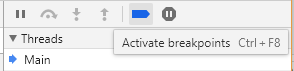 Threads
Activate breakpoints Ctrl + F8
Main